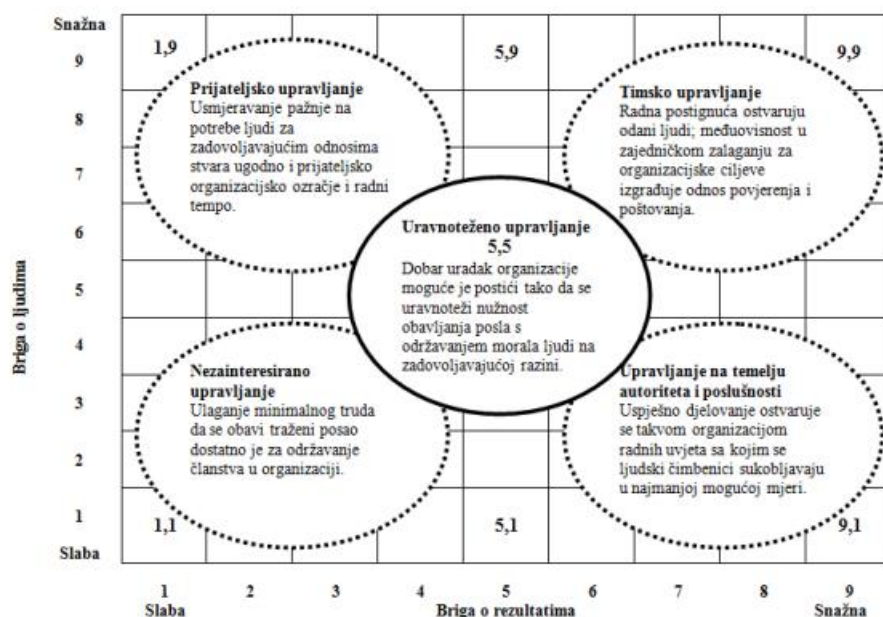 Snažna
9
8
7
6
5
4
3
2
1
Slaba
Briga o ljudima
1,9
5,9
9,9
Prijateljsko upravljanje
Usmjeravanje pažnje na
potrebe ljudi za
zadovoljavajućim odnosima
stvara ugodno i prijateljsko
organizacijsko ozračje i radni
tempo.
Timsko upravljanje
Radna postignuća ostvaruju
odani ljudi; međuovisnost u
zajedničkom zalaganju za
organizacijske ciljeve
izgrađuje odnos povjerenja i
poštovanja.
Uravnoteženo upravljanje
5,5
Dobar uradak organizacije
moguće je postići tako da se
uravnoteži nužnost
obavljanja posla s
održavanjem morala ljudi na
zadovoljavajućoj razini.
Nezainteresirano
upravljanje
Ulaganje minimalnog truda
da se obavi traženi posao
dostatno je za održavanje
članstva u organizaciji.
Upravljanje na temelju
autoriteta i poslušnosti
Uspješno djelovanje ostvaruje
se takvom organizacijom
radnih uvjeta sa kojim se
ljudski čimbenici sukobljavaju
u najmanjoj mogućoj mjeri.
1,1
5,1
9,1
1 2 3 4 5 6 7 8 9
Slaba Briga o rezultatima Snažna